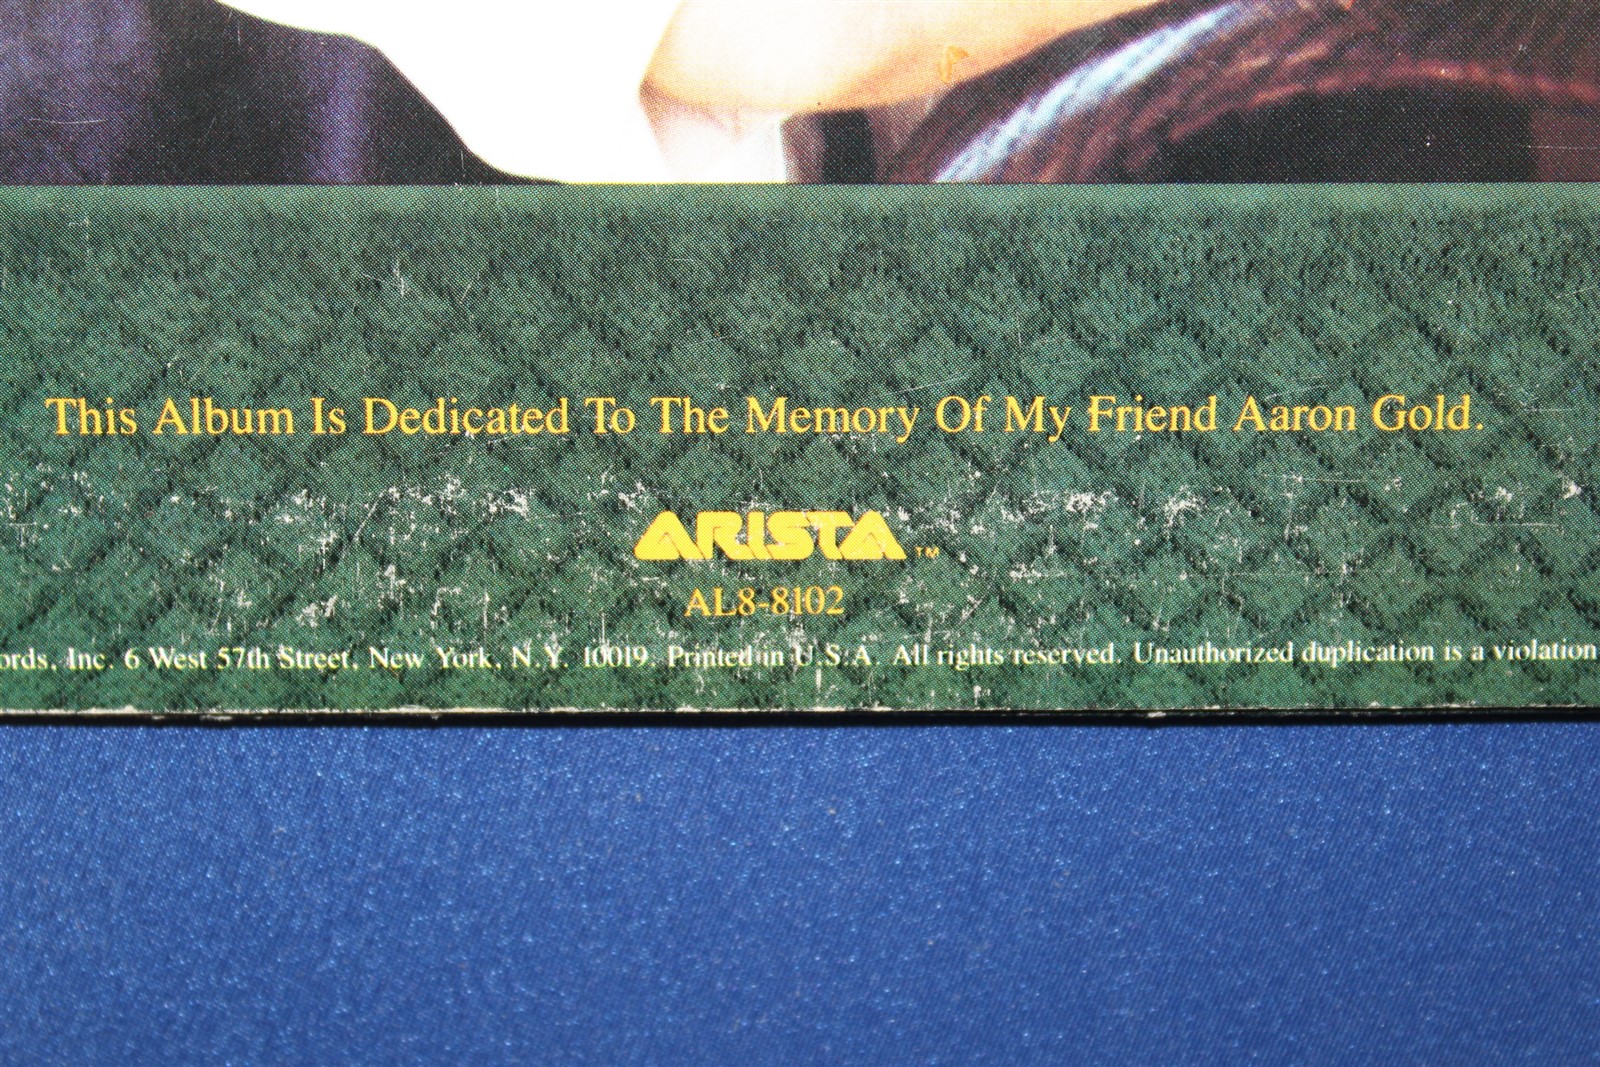 This Album Is Dedicated To The Memory Of My Friend Aaron Gold.
ARISTA™
AL8-8102
ords, Inc. 6 West 57th Street, New York, N.Y. 10019. Printed in U.S.A. All rights reserved. Unauthorized duplication is a violation